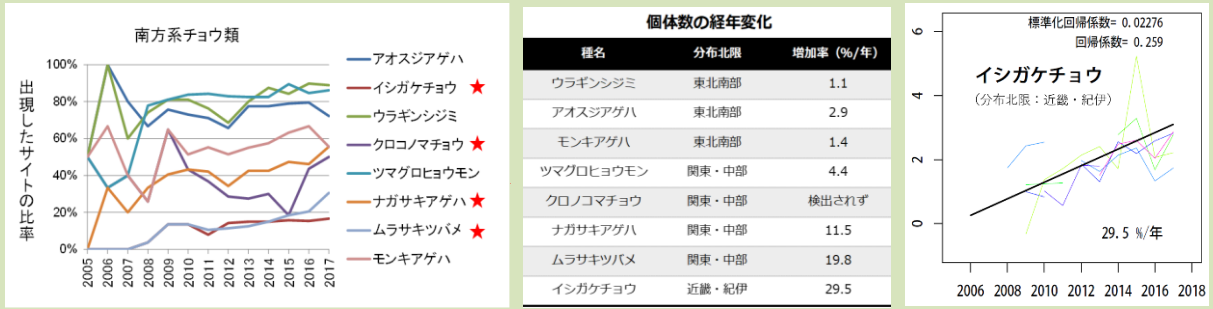 南方系チョウ類
出現したサイトの比率
100%
80%
60%
40%
20%
0%
2005
2006
2007
2008
2009
2010
2011
2012
2013
2014
2015
2016
2017
アオスジアゲハ
イシガケチョウ ★
ウラギンシジミ
クロコノマチョウ ★
ツマグロヒョウモン
ナガサキアゲハ ★
ムラサキツバメ ★
モンキアゲハ
個体数の経年変化
種名 分布北限 増加率（%/年）
ウラギンシジミ 東北南部 1.1
アオスジアゲハ 東北南部 2.9
モンキアゲハ 東北南部 1.4
ツマグロヒョウモン 関東・中部 4.4
クロノコマチョウ 関東・中部 検出されず
ナガサキアゲハ 関東・中部 11.5
ムラサキツバメ 関東・中部 19.8
イシガケチョウ 近畿・紀伊 29.5
標準化回帰係数= 0.02276
回帰係数= 0.259
イシガケチョウ
（分布北限：近畿・紀伊）
6
4
2
0
29.5 %/年
2006 2008 2010 2012 2014 2016 2018